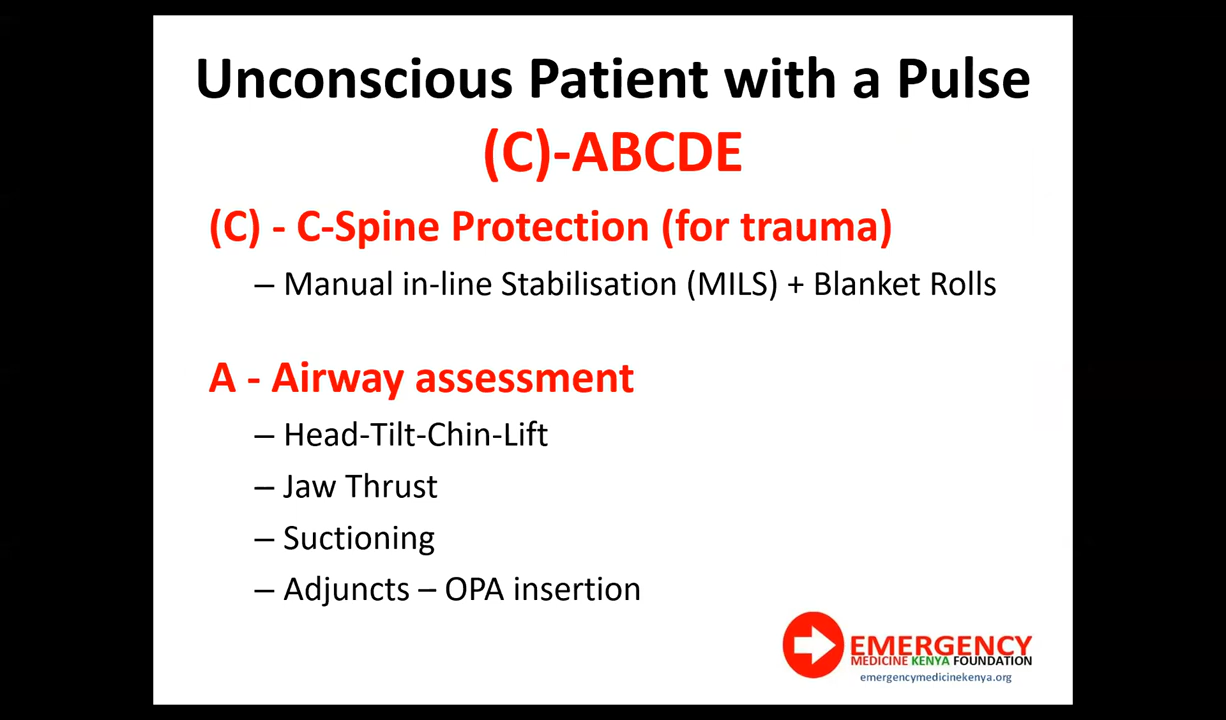 Unconscious Patient with a Pulse
(C)-ABCDE
(C) - C-Spine Protection (for trauma)
– Manual in-line Stabilisation (MILS) + Blanket Rolls
A - Airway assessment
– Head-Tilt-Chin-Lift
– Jaw Thrust
– Suctioning
– Adjuncts – OPA insertion
EMERGENCY
MEDICINE KENYA FOUNDATION
emergencymedicinekenya.org